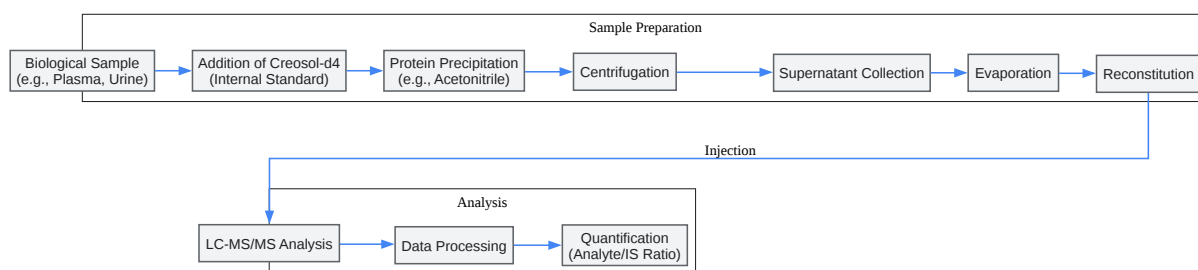 Sample Preparation
Biological Sample
(e.g., Plasma, Urine)
Addition of Creosol-d4
(Internal Standard)
Protein Precipitation
(e.g., Acetonitrile)
Centrifugation
Supernatant Collection
Evaporation
Reconstitution
Injection
Analysis
LC-MS/MS Analysis
Data Processing
Quantification
(Analyte/IS Ratio)